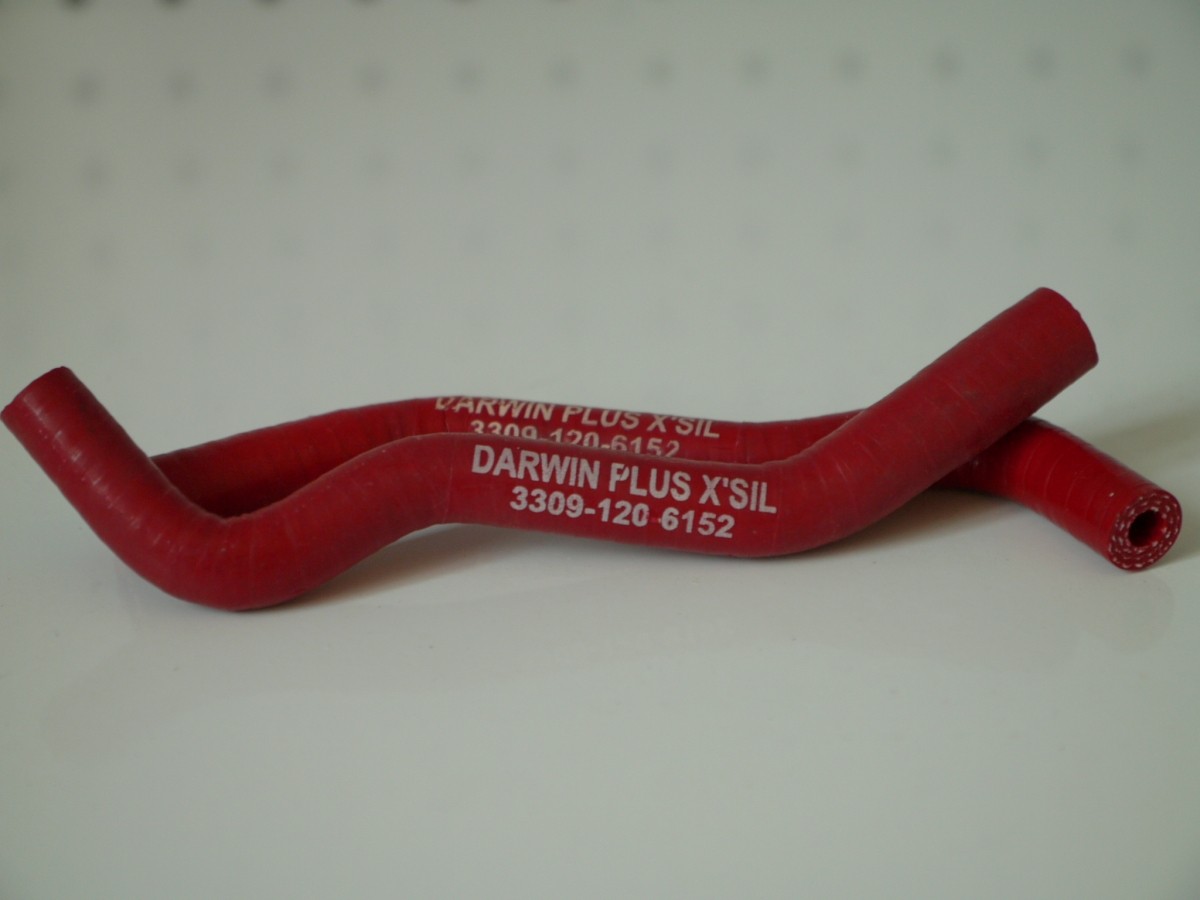 DARWIN PLUS X'SIL
3309-120-6152
DARWIN PLUS X'SIL
3309-120 6152